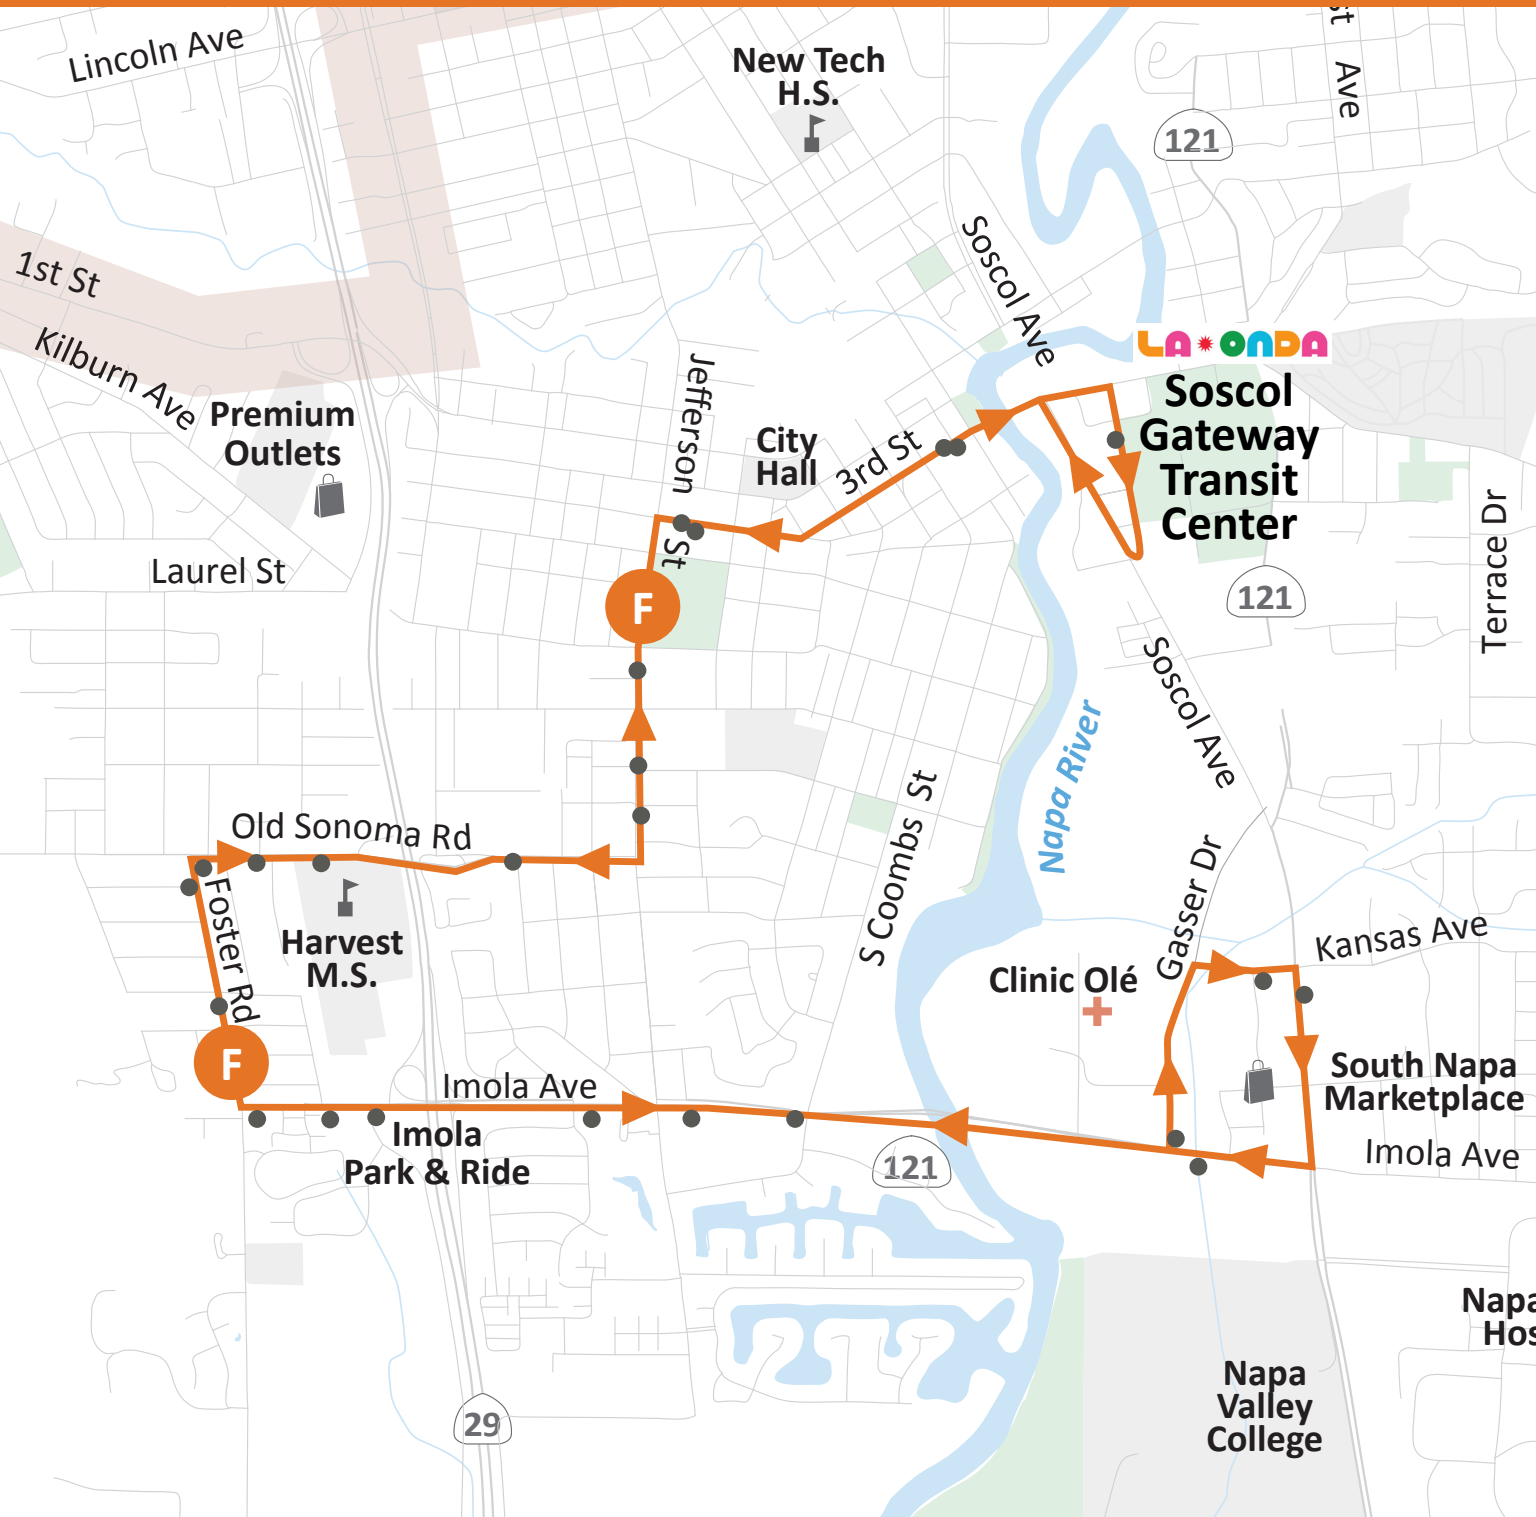 Lincoln Ave
New Tech
H.S.
st Ave
121
1st St
Soscol Ave
Kilburn Ave
LA ONDA
Soscol
Gateway
Transit
Center
Premium
Outlets
Jefferson St
City
Hall
3rd St
Laurel St
F
121
Terrace Dr
Soscol Ave
Napa River
Old Sonoma Rd
S Coombs St
Gasser Dr
Foster Rd
Harvest
M.S.
Kansas Ave
Clinic Olé
F
Imola Ave
South Napa
Marketplace
Imola
Park & Ride
121
Imola Ave
Napa
Hos
Napa
Valley
College
29